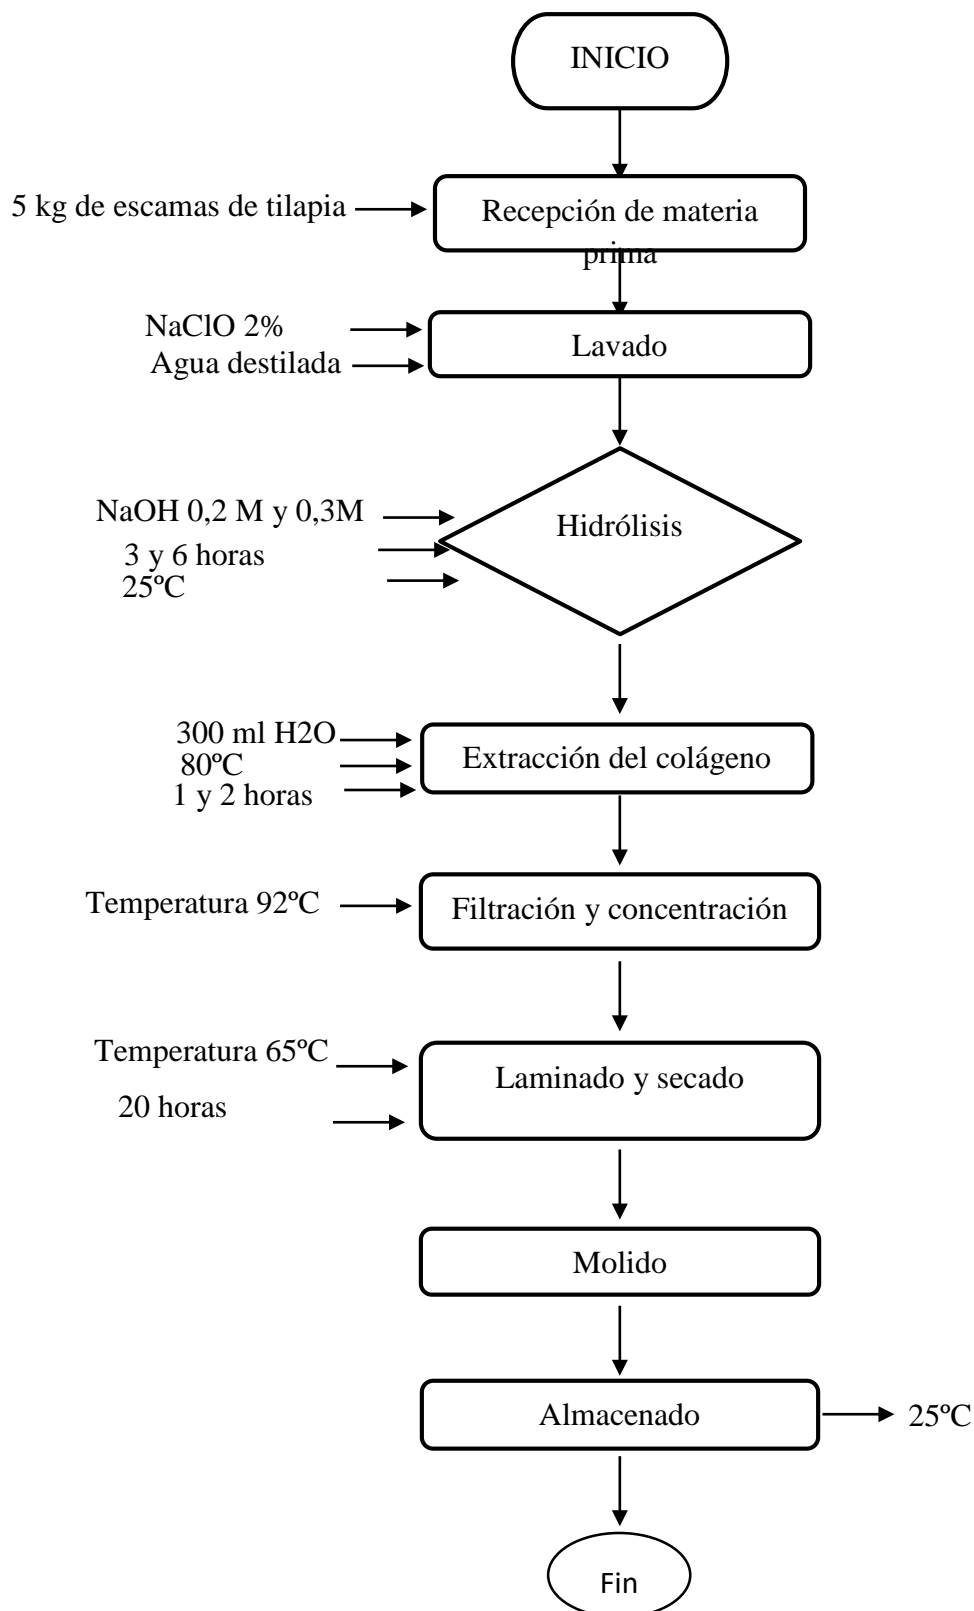 INICIO
5 kg de escamas de tilapia
Recepción de materia
prima
NaClO 2%
Agua destilada
Lavado
NaOH 0,2 M y 0,3M
3 y 6 horas
25ºC
Hidrólisis
300 ml H2O
80ºC
1 y 2 horas
Extracción del colágeno
Temperatura 92ºC
Filtración y concentración
Temperatura 65ºC
20 horas
Laminado y secado
Molido
Almacenado
25ºC
Fin